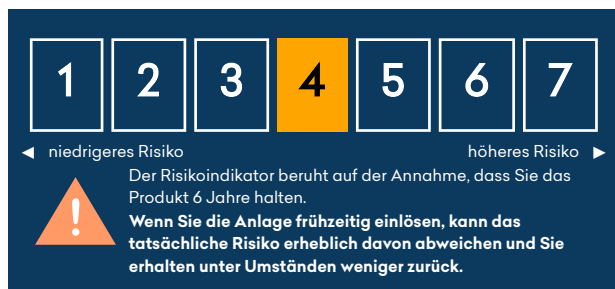 1 2 3 4 5 6 7
◄ niedrigeres Risiko höheres Risiko ►
Der Risikoindikator beruht auf der Annahme, dass Sie das
Produkt 6 Jahre halten.
Wenn Sie die Anlage frühzeitig einlösen, kann das
tatsächliche Risiko erheblich davon abweichen und Sie
erhalten unter Umständen weniger zurück.